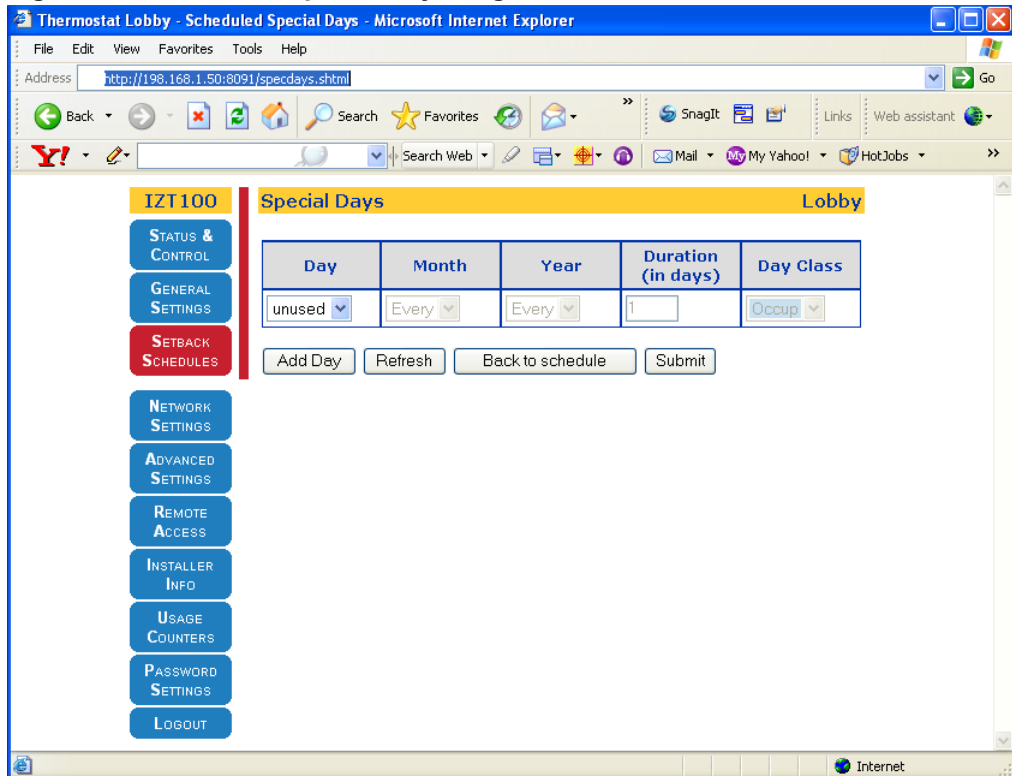 Thermostat Lobby - Scheduled Special Days - Microsoft Internet Explorer
File Edit View Favorites Tools Help
Address http://198.168.1.50:8091/specdays.shtml Go
Back Search Favorites » SnagIt Links Web assistant
Y! Search Web Mail My Yahoo! HotJobs »
IZT100
Special Days Lobby
STATUS & CONTROL
GENERAL SETTINGS
SETBACK SCHEDULES
NETWORK SETTINGS
ADVANCED SETTINGS
REMOTE ACCESS
INSTALLER INFO
USAGE COUNTERS
PASSWORD SETTINGS
LOGOUT
Day Month Year Duration (in days) Day Class
unused Every Every 1 Occup
Add Day Refresh Back to schedule Submit
Internet